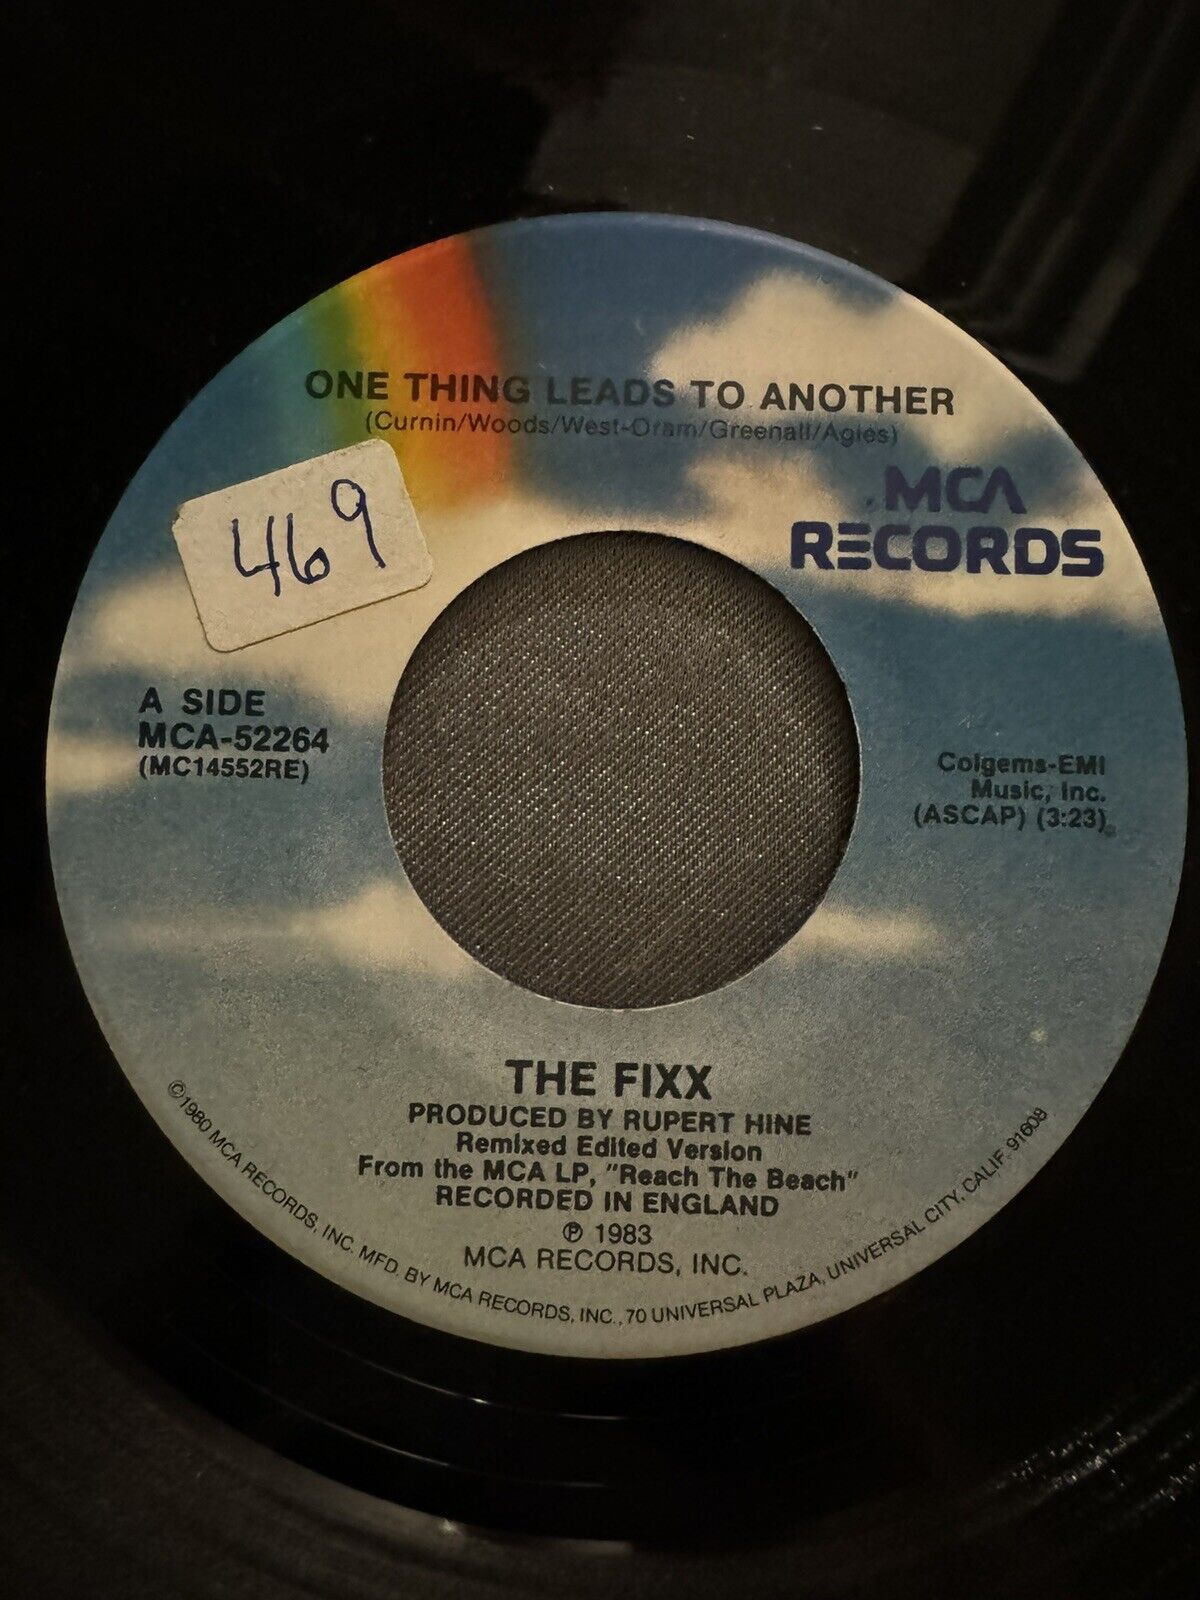 ONE THING LEADS TO ANOTHER
(Curnin/Woods/West-Oram/Greenall/Agies)
MCA
RECORDS
469
A SIDE
MCA-52264
(MC14552RE)
Colgems-EMI
Music, Inc.
(ASCAP) (3:23)
THE FIXX
PRODUCED BY RUPERT HINE
Remixed Edited Version
From the MCA LP, "Reach The Beach"
RECORDED IN ENGLAND
℗ 1983
MCA RECORDS, INC.
©1980 MCA RECORDS, INC. MFD. BY MCA RECORDS, INC., 70 UNIVERSAL PLAZA, UNIVERSAL CITY, CALIF. 91608